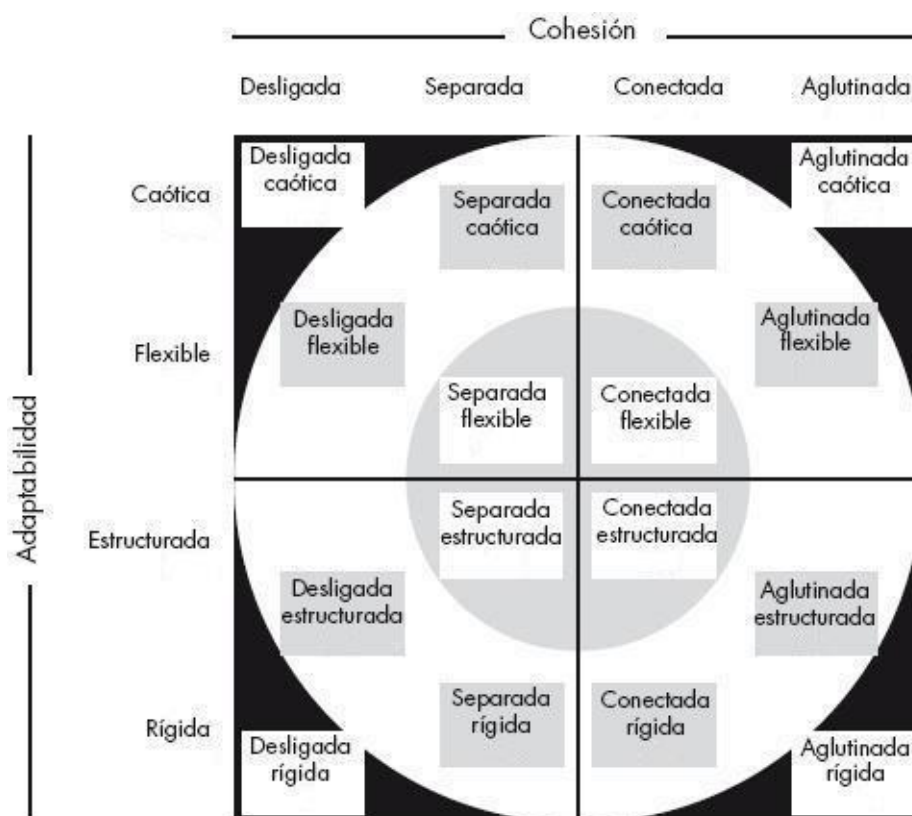 Cohesión
Desligada Separada Conectada Aglutinada
Adaptabilidad
Caótica
Desligada
caótica
Separada
caótica
Conectada
caótica
Aglutinada
caótica
Flexible
Desligada
flexible
Separada
flexible
Conectada
flexible
Aglutinada
flexible
Estructurada
Desligada
estructurada
Separada
estructurada
Conectada
estructurada
Aglutinada
estructurada
Rígida
Desligada
rígida
Separada
rígida
Conectada
rígida
Aglutinada
rígida